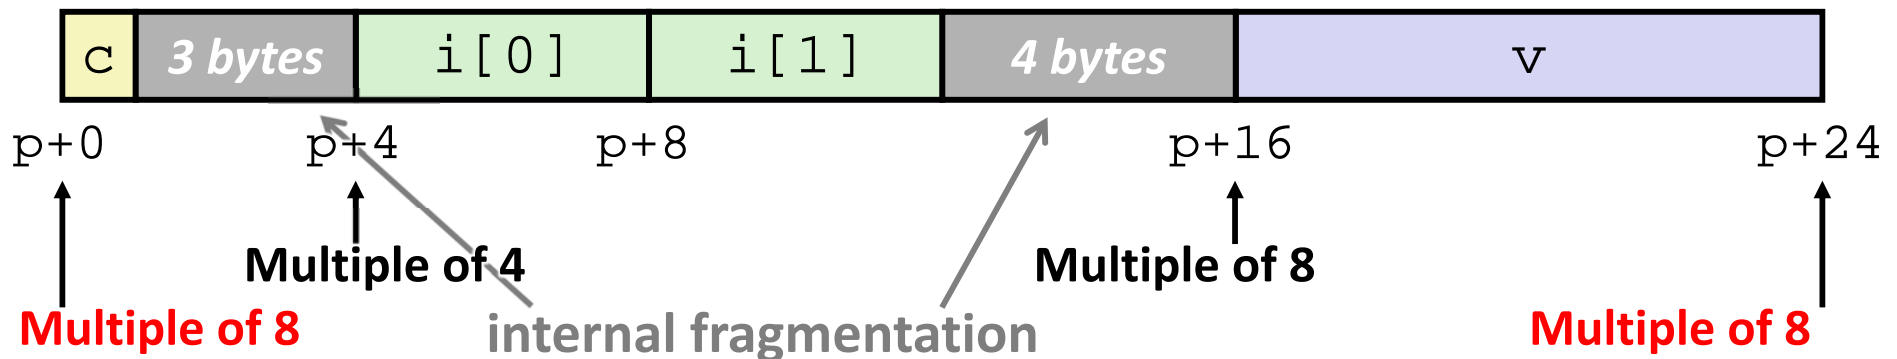 c 3 bytes i[0] i[1] 4 bytes v
p+0 p+4 p+8 p+16 p+24
Multiple of 4 Multiple of 8
Multiple of 8 internal fragmentation Multiple of 8